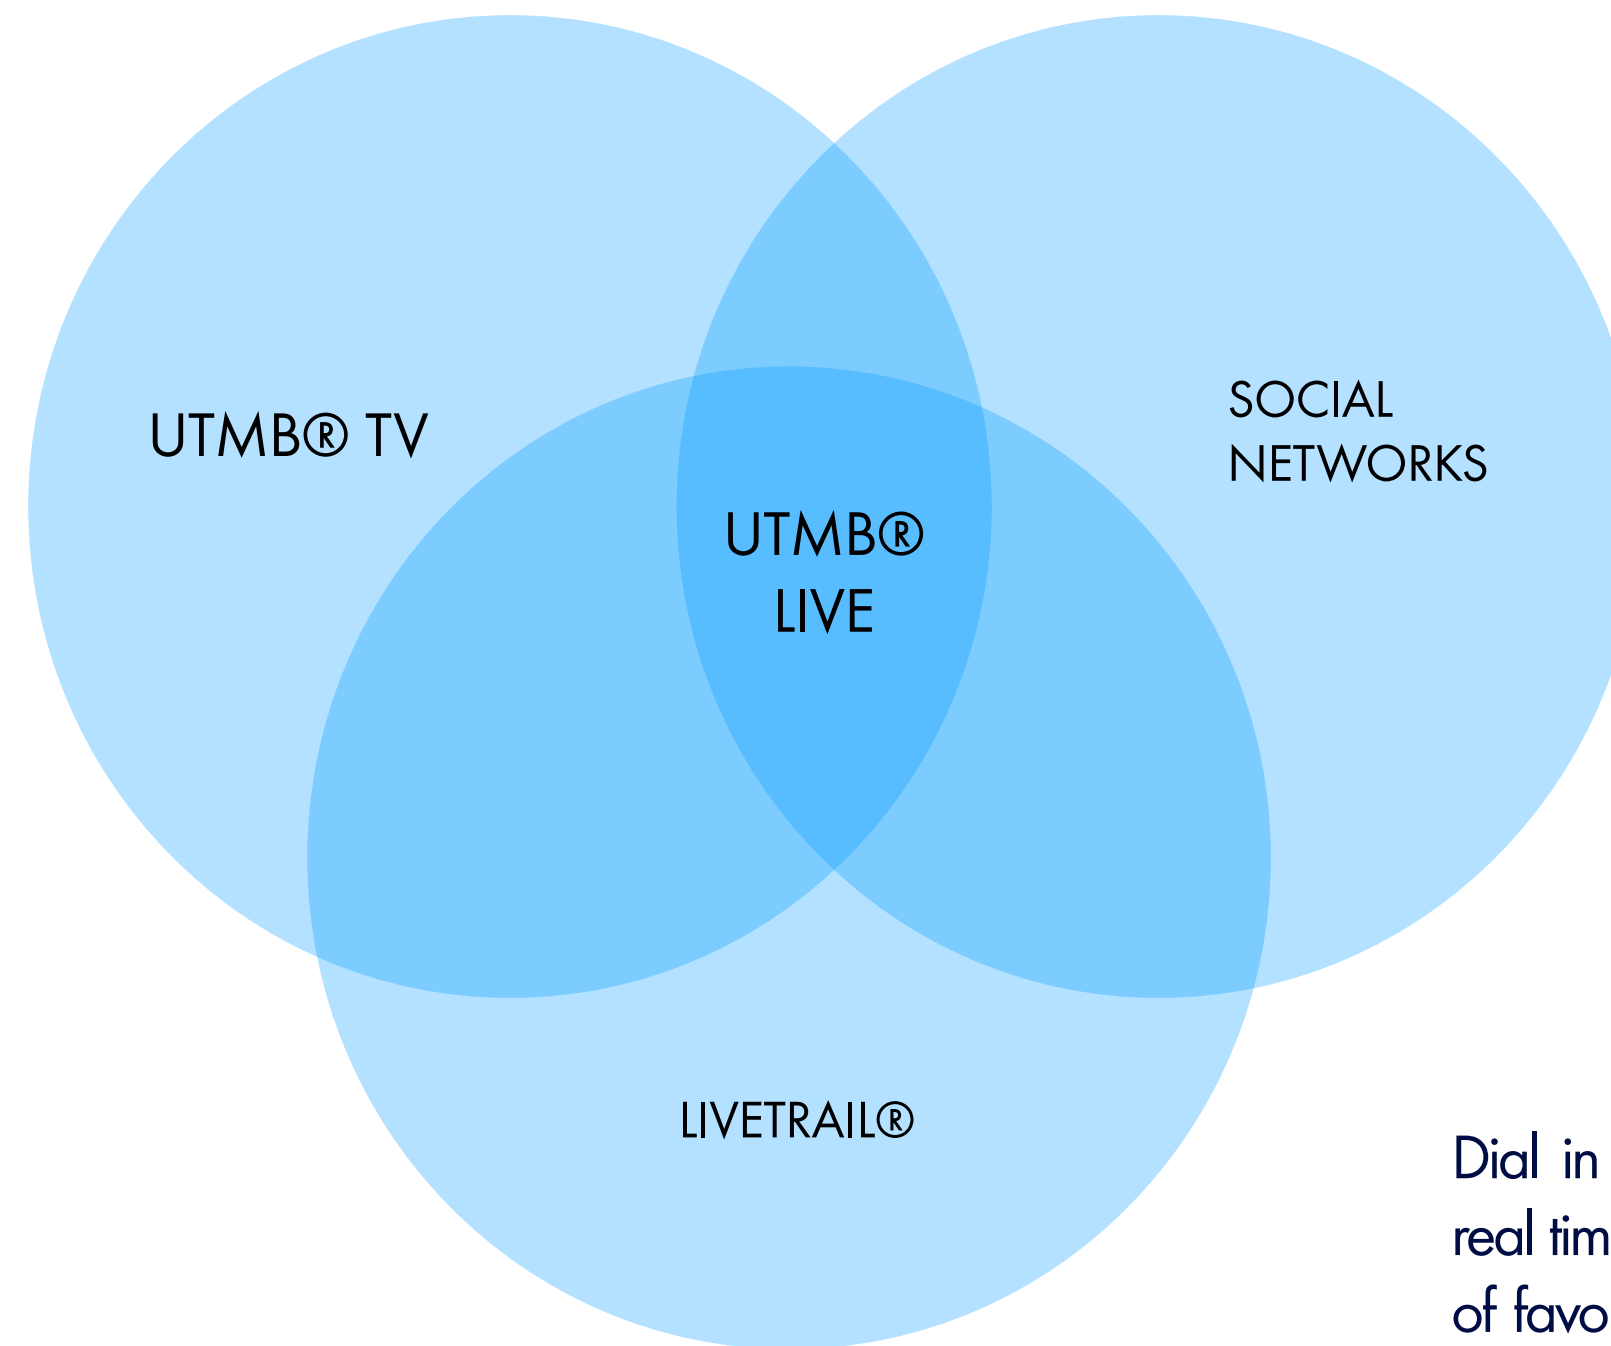 UTMB® TV
SOCIAL
NETWORKS
UTMB®
LIVE
LIVETRAIL®
Dial in
real tim
of favo